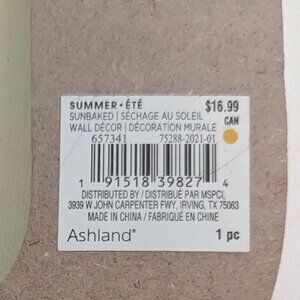 SUMMER • ÉTÉ $16.99
SUNBAKED | SÉCHAGE AU SOLEIL CAN
WALL DÉCOR | DÉCORATION MURALE
657341 75288-2021-01
1 91518 39827 4
DISTRIBUTED BY / DISTRIBUÉ PAR MSPCI,
3939 W JOHN CARPENTER FWY, IRVING, TX 75063
MADE IN CHINA / FABRIQUÉ EN CHINE
Ashland® 1 pc